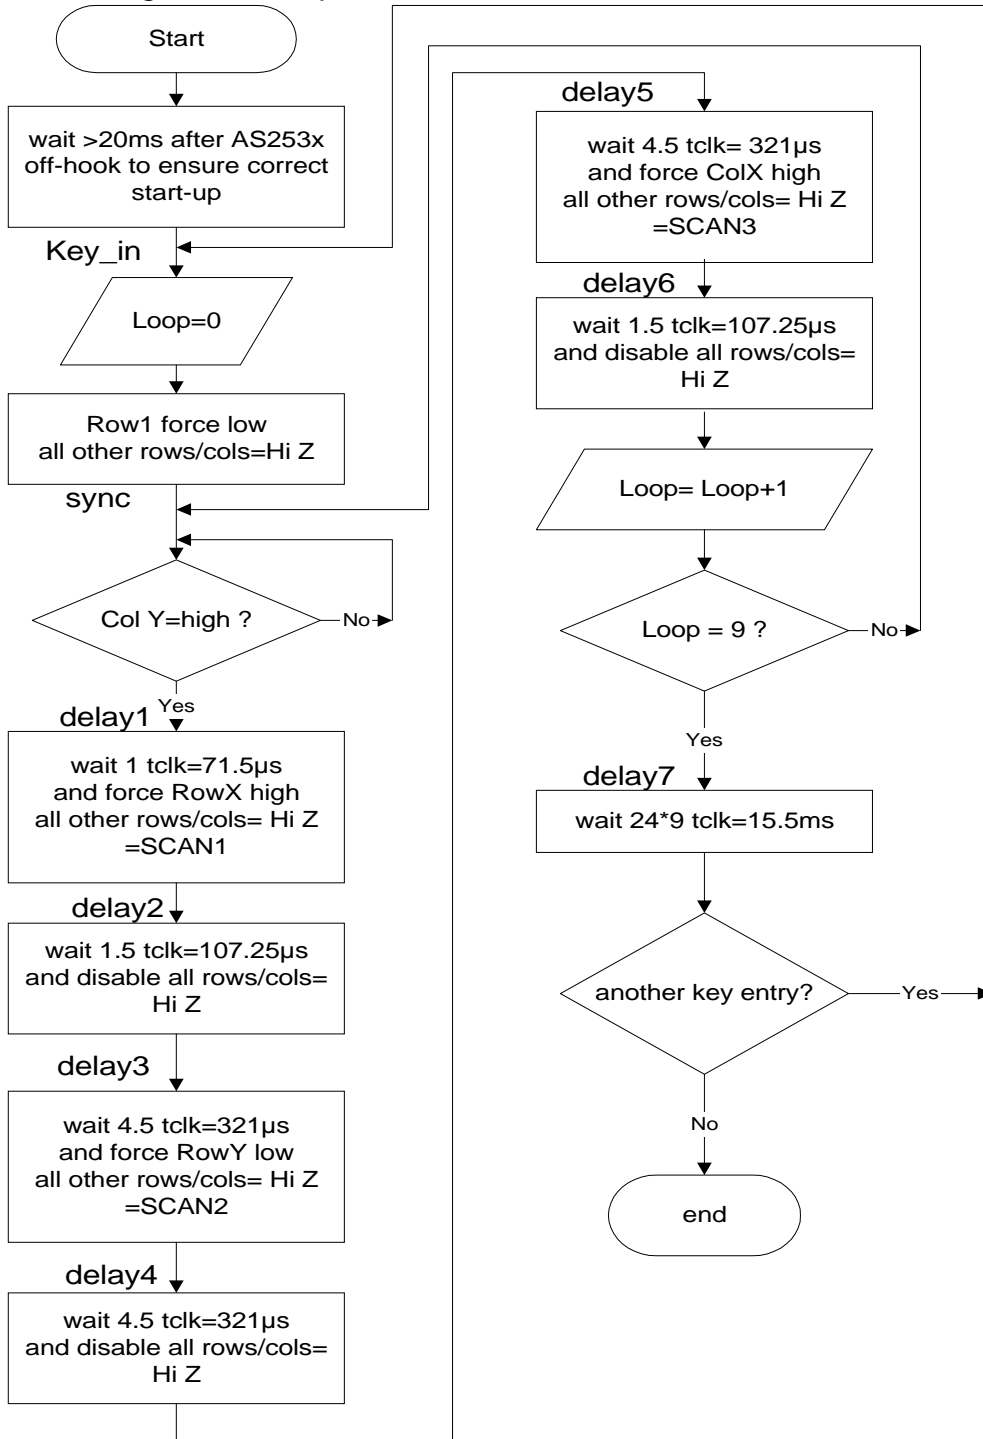 Start
wait >20ms after AS253x
off-hook to ensure correct
start-up
Key_in
Loop=0
Row1 force low
all other rows/cols=Hi Z
sync
Col Y=high ?
No
Yes
delay1
wait 1 tclk=71.5µs
and force RowX high
all other rows/cols= Hi Z
=SCAN1
delay2
wait 1.5 tclk=107.25µs
and disable all rows/cols=
Hi Z
delay3
wait 4.5 tclk=321µs
and force RowY low
all other rows/cols= Hi Z
=SCAN2
delay4
wait 4.5 tclk=321µs
and disable all rows/cols=
Hi Z
delay5
wait 4.5 tclk= 321µs
and force ColX high
all other rows/cols= Hi Z
=SCAN3
delay6
wait 1.5 tclk=107.25µs
and disable all rows/cols=
Hi Z
Loop= Loop+1
Loop = 9 ?
No
Yes
delay7
wait 24*9 tclk=15.5ms
another key entry?
Yes
No
end